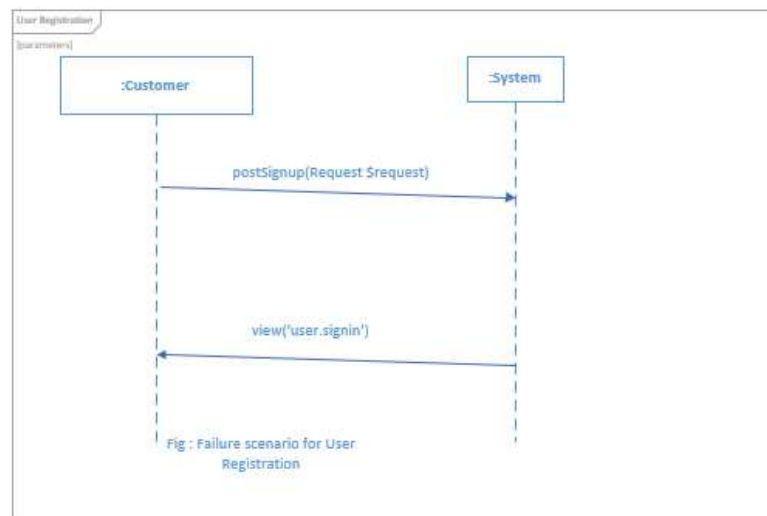 User Registration
[parameters]
:Customer
:System
postSignup(Request $request)
view('user.signin')
Fig : Failure scenario for User
Registration